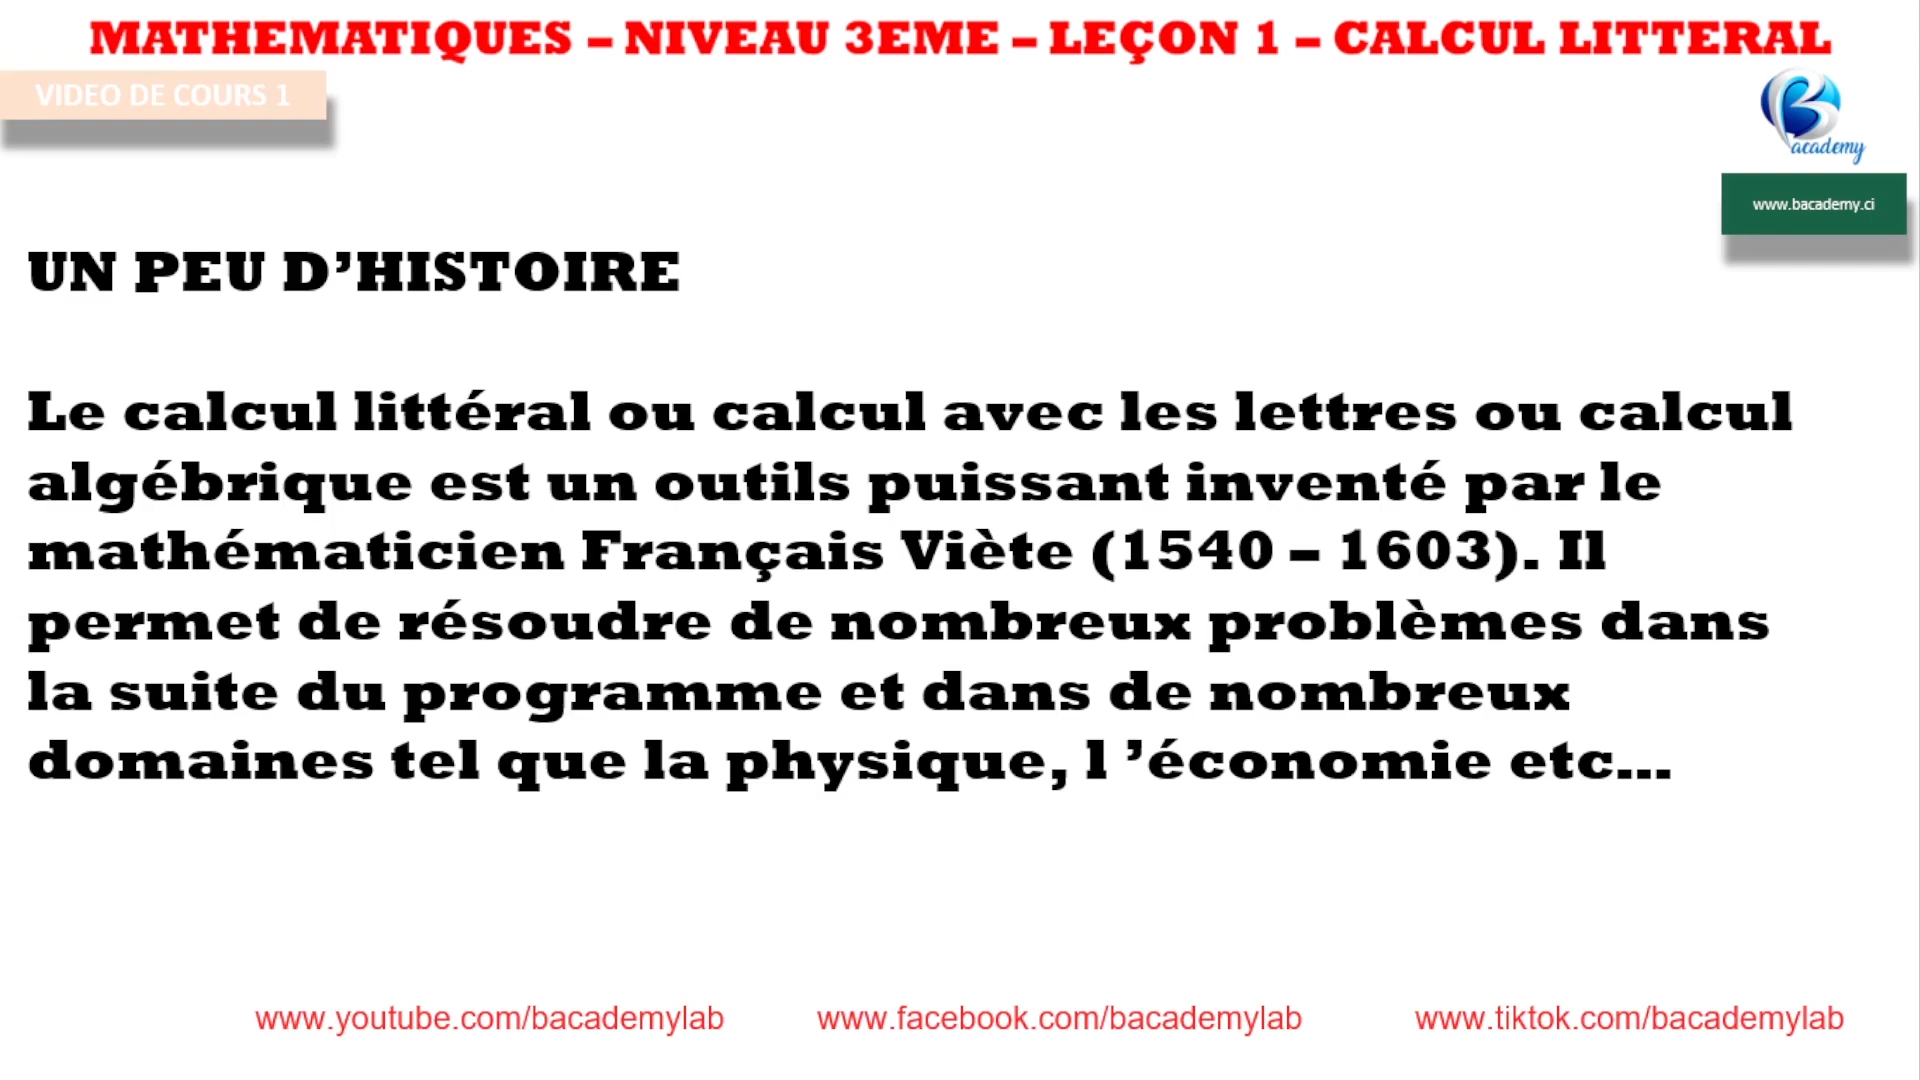 MATHEMATIQUES – NIVEAU 3EME – LEÇON 1 – CALCUL LITTERAL
VIDEO DE COURS 1
academy
www.bacademy.ci
UN PEU D’HISTOIRE
Le calcul littéral ou calcul avec les lettres ou calcul
algébrique est un outils puissant inventé par le
mathématicien Français Viète (1540 – 1603). Il
permet de résoudre de nombreux problèmes dans
la suite du programme et dans de nombreux
domaines tel que la physique, l ’économie etc...
www.youtube.com/bacademylab
www.facebook.com/bacademylab
www.tiktok.com/bacademylab